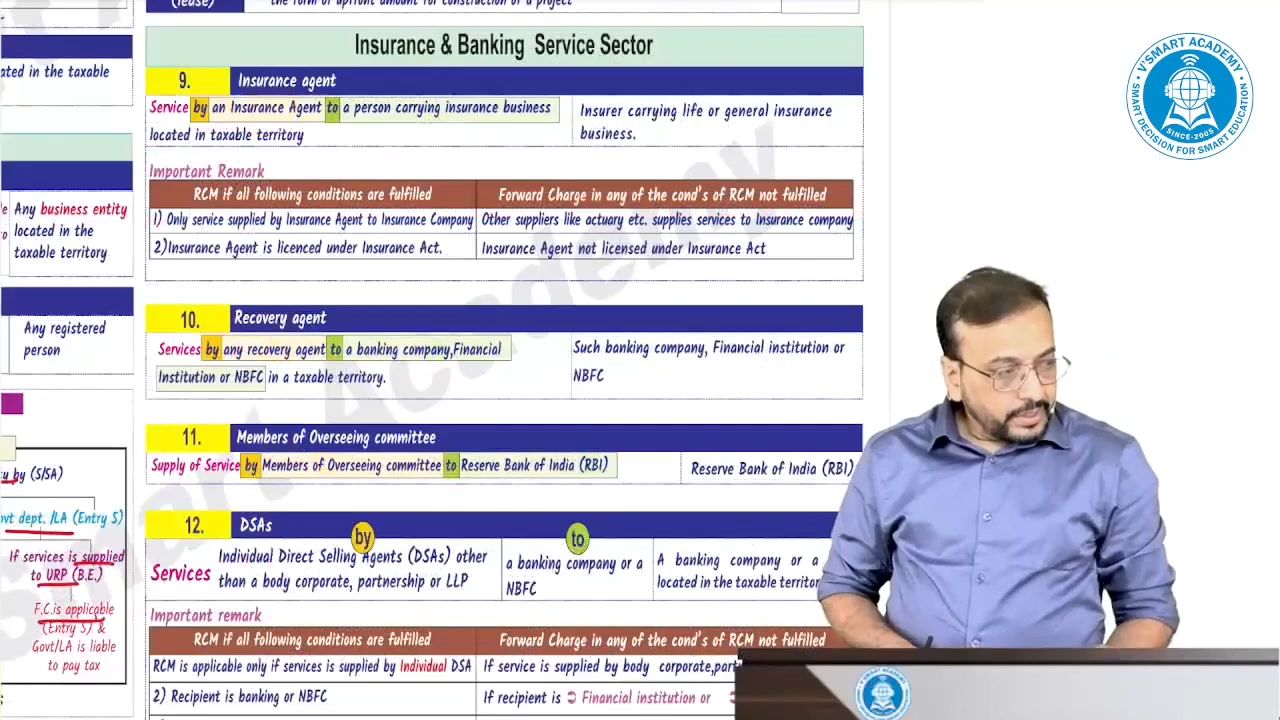 (lease)
the form of upfront amount for construction of a project
ated in the taxable
Any business entity
located in the
taxable territory
Any registered
person
by (S/SA)
ovt dept. /LA (Entry 5)
If services is supplied
to URP (B.E.)
F.C.is applicable
(Entry 5) &
Govt/LA is liable
to pay tax
Insurance & Banking Service Sector
9. Insurance agent
Service by an Insurance Agent to a person carrying insurance business
located in taxable territory
Insurer carrying life or general insurance
business.
Important Remark
RCM if all following conditions are fulfilled
Forward Charge in any of the cond's of RCM not fulfilled
1) Only service supplied by Insurance Agent to Insurance Company
Other suppliers like actuary etc. supplies services to Insurance company
2)Insurance Agent is licenced under Insurance Act.
Insurance Agent not licensed under Insurance Act
10. Recovery agent
Services by any recovery agent to a banking company,Financial
Institution or NBFC in a taxable territory.
Such banking company, Financial institution or
NBFC
11. Members of Overseeing committee
Supply of Service by Members of Overseeing committee to Reserve Bank of India (RBI)
Reserve Bank of India (RBI)
12. DSAs
by
to
Services
Individual Direct Selling Agents (DSAs) other
than a body corporate, partnership or LLP
a banking company or a
NBFC
A banking company or a
located in the taxable territor
Important remark
RCM if all following conditions are fulfilled
Forward Charge in any of the cond's of RCM not fulfilled
RCM is applicable only if services is supplied by Individual DSA
If service is supplied by body corporate,part
2) Recipient is banking or NBFC
If recipient is ➲ Financial institution or
V'SMART ACADEMY
SINCE-2005
SMART DECISION FOR SMART EDUCATION
Smart Academy